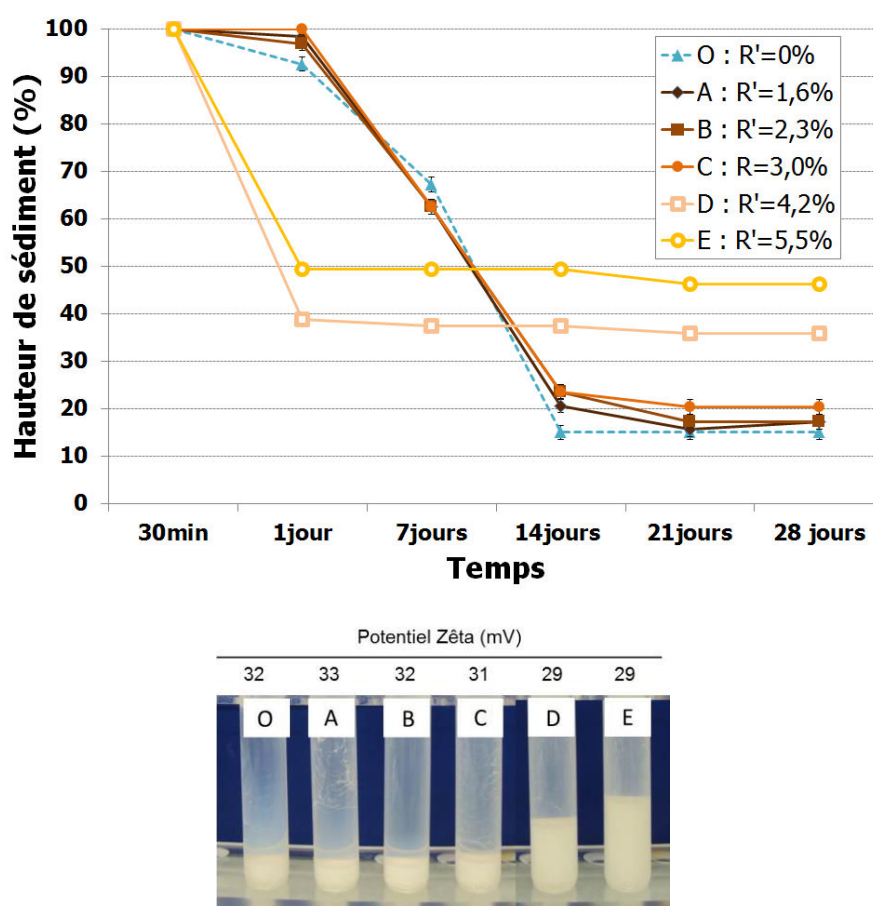 Hauteur de sédiment (%)
100
90
80
70
60
50
40
30
20
10
0
O : R'=0%
A : R'=1,6%
B : R'=2,3%
C : R=3,0%
D : R'=4,2%
E : R'=5,5%
30min 1jour 7jours 14jours 21jours 28 jours
Temps
Potentiel Zêta (mV)
32 33 32 31 29 29
O A B C D E